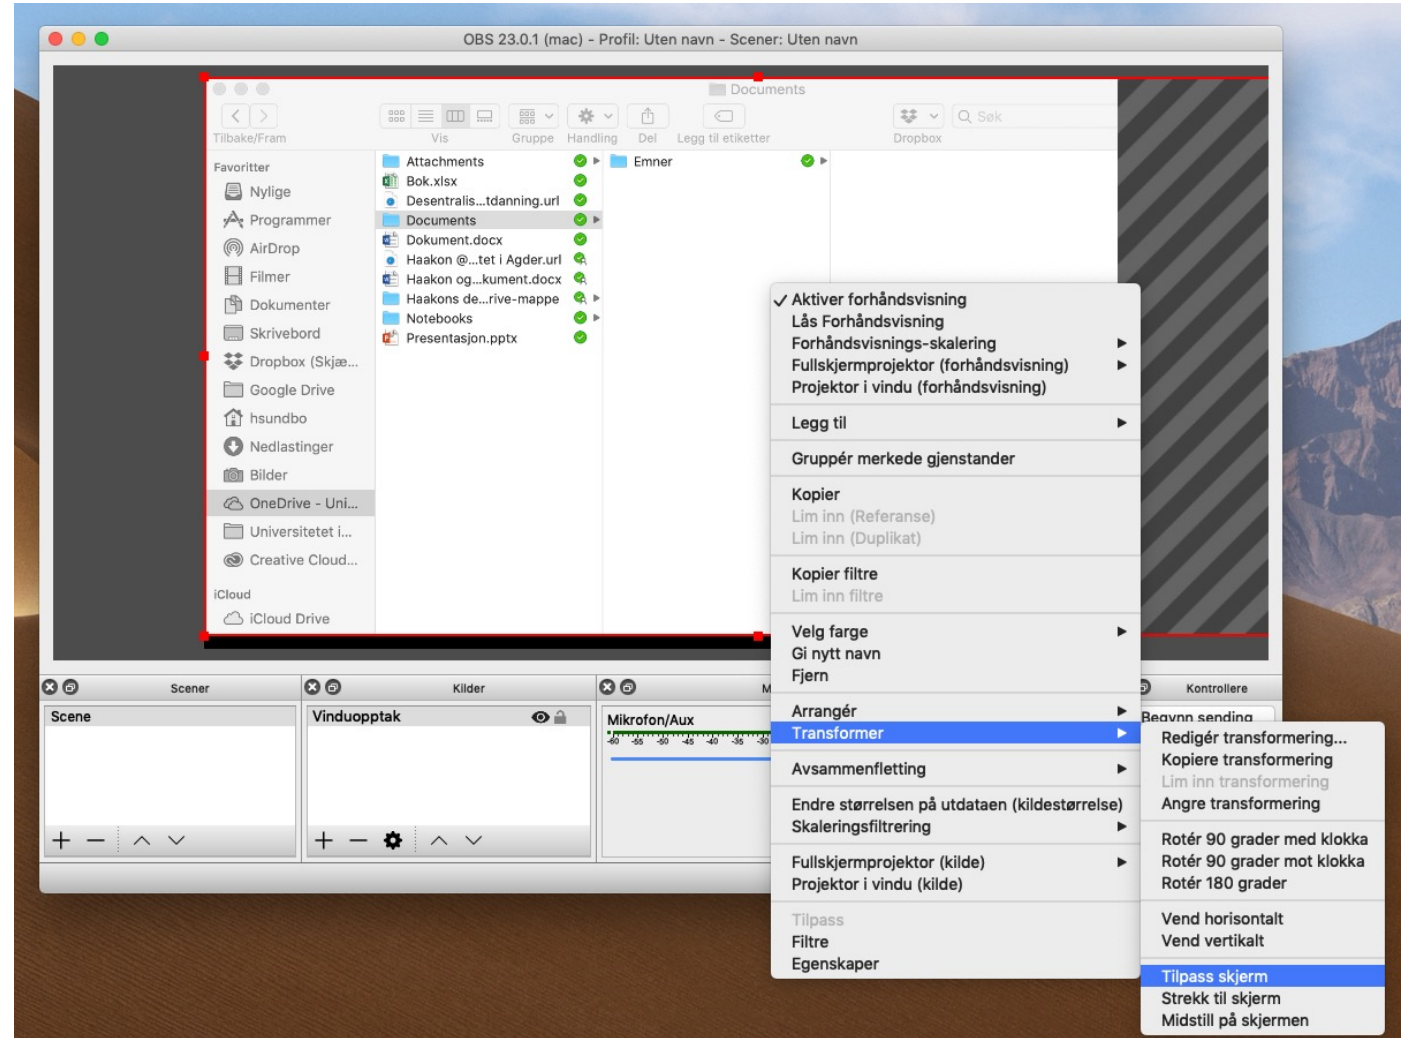 OBS 23.0.1 (mac) - Profil: Uten navn - Scener: Uten navn
Documents
Søk
Tilbake/Fram
Vis
Gruppe
Handling
Del
Legg til etiketter
Dropbox
Favoritter
Nylige
Programmer
AirDrop
Filmer
Dokumenter
Skrivebord
Dropbox (Skjæ...
Google Drive
hsundbo
Nedlastinger
Bilder
OneDrive - Uni...
Universitetet i...
Creative Cloud...
iCloud
iCloud Drive
Attachments
Bok.xlsx
Desentralis...tdanning.url
Documents
Dokument.docx
Haakon @...tet i Agder.url
Haakon og...kument.docx
Haakons de...rive-mappe
Notebooks
Presentasjon.pptx
Emner
Aktiver forhåndsvisning
Lås Forhåndsvisning
Forhåndsvisnings-skalering
Fullskjermprojektor (forhåndsvisning)
Projektor i vindu (forhåndsvisning)
Legg til
Gruppér merkede gjenstander
Kopier
Lim inn (Referanse)
Lim inn (Duplikat)
Kopier filtre
Lim inn filtre
Velg farge
Gi nytt navn
Fjern
Arrangér
Transformer
Avsammenfletting
Endre størrelsen på utdataen (kildestørrelse)
Skaleringsfiltrering
Fullskjermprojektor (kilde)
Projektor i vindu (kilde)
Tilpass
Filtre
Egenskaper
Scener
Scene
Kilder
Vinduopptak
M
Mikrofon/Aux
-60 -55 -50 -45 -40 -35 -30
Kontrollere
Begynn sending
Redigér transformering...
Kopiere transformering
Lim inn transformering
Angre transformering
Rotér 90 grader med klokka
Rotér 90 grader mot klokka
Rotér 180 grader
Vend horisontalt
Vend vertikalt
Tilpass skjerm
Strekk til skjerm
Midstill på skjermen